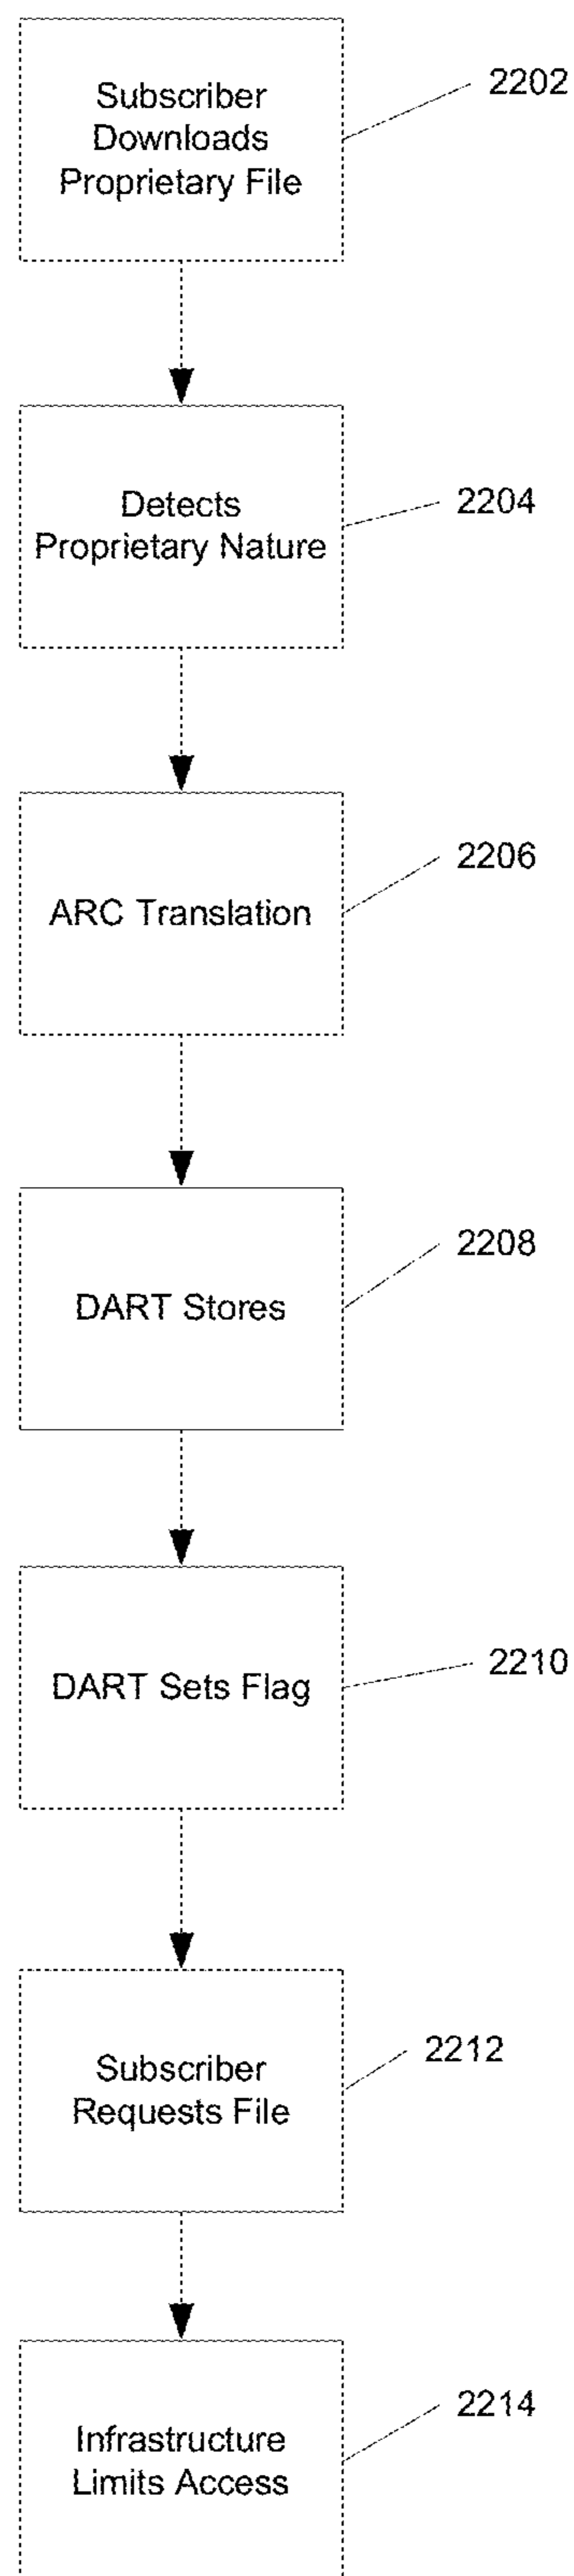 Subscriber
Downloads
Proprietary File
2202
Detects
Proprietary Nature
2204
ARC Translation
2206
DART Stores
2208
DART Sets Flag
2210
Subscriber
Requests File
2212
Infrastructure
Limits Access
2214